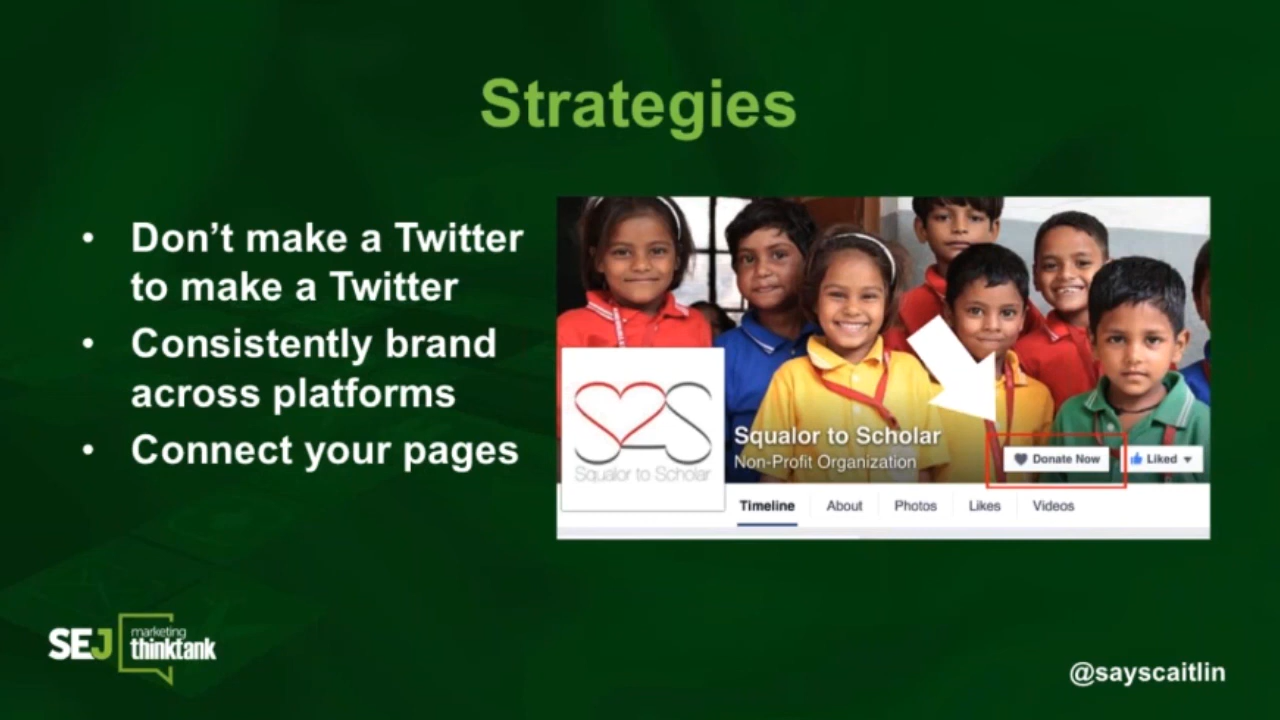 Strategies
• Don’t make a Twitter
to make a Twitter
• Consistently brand
across platforms
• Connect your pages
Squalor to Scholar
Squalor to Scholar
Non-Profit Organization
Donate Now
Liked
Timeline
About
Photos
Likes
Videos
SEJ
marketing
thinktank
@sayscaitlin